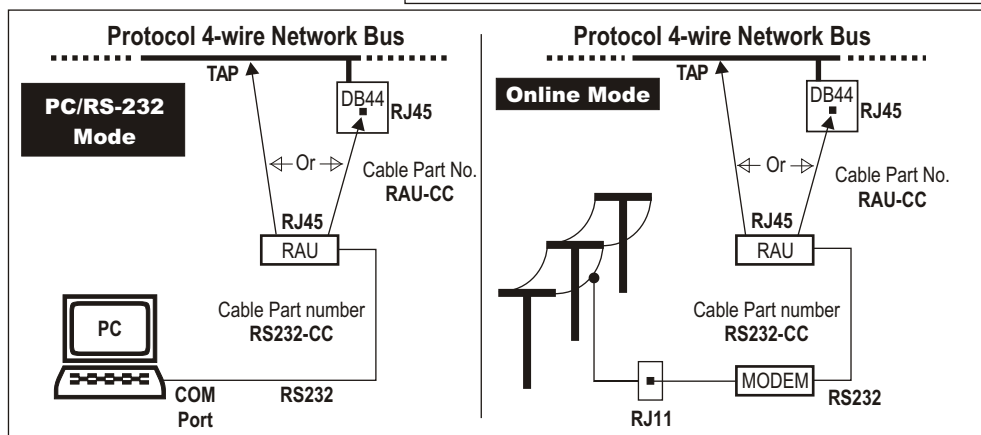 Protocol 4-wire Network Bus
TAP
DB44
RJ45
PC/RS-232
Mode
Or
Cable Part No.
RAU-CC
RJ45
RAU
Cable Part number
RS232-CC
PC
COM
Port
RS232
Protocol 4-wire Network Bus
TAP
DB44
RJ45
Online Mode
Or
Cable Part No.
RAU-CC
RJ45
RAU
Cable Part number
RS232-CC
MODEM
RS232
RJ11